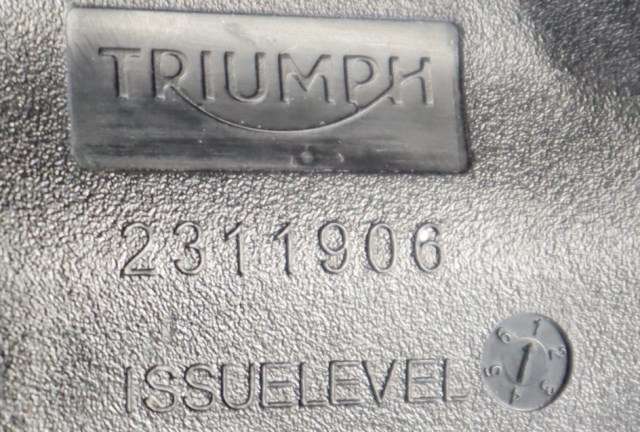 TRIUMPH
2311906
ISSUELEVEL